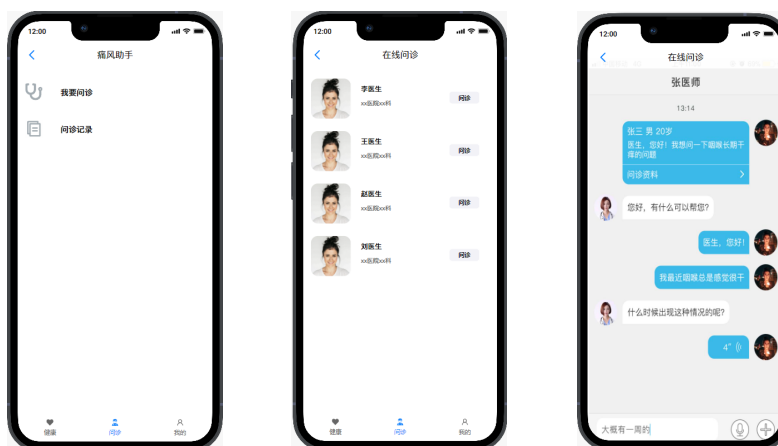 12:00
痛风助手
我要问诊
问诊记录
健康
问诊
我的
12:00
在线问诊
李医生
xx医院xx科
问诊
王医生
xx医院xx科
问诊
赵医生
xx医院xx科
问诊
刘医生
xx医院xx科
问诊
健康
问诊
我的
12:00
在线问诊
张医师
13:14
张三 男 20岁
医生，您好！我想问一下咽喉长期干
痒的问题
问诊资料
您好，有什么可以帮您?
医生，您好!
我最近咽喉总是感觉很干
什么时候出现这种情况的呢?
4"
大概有一周的